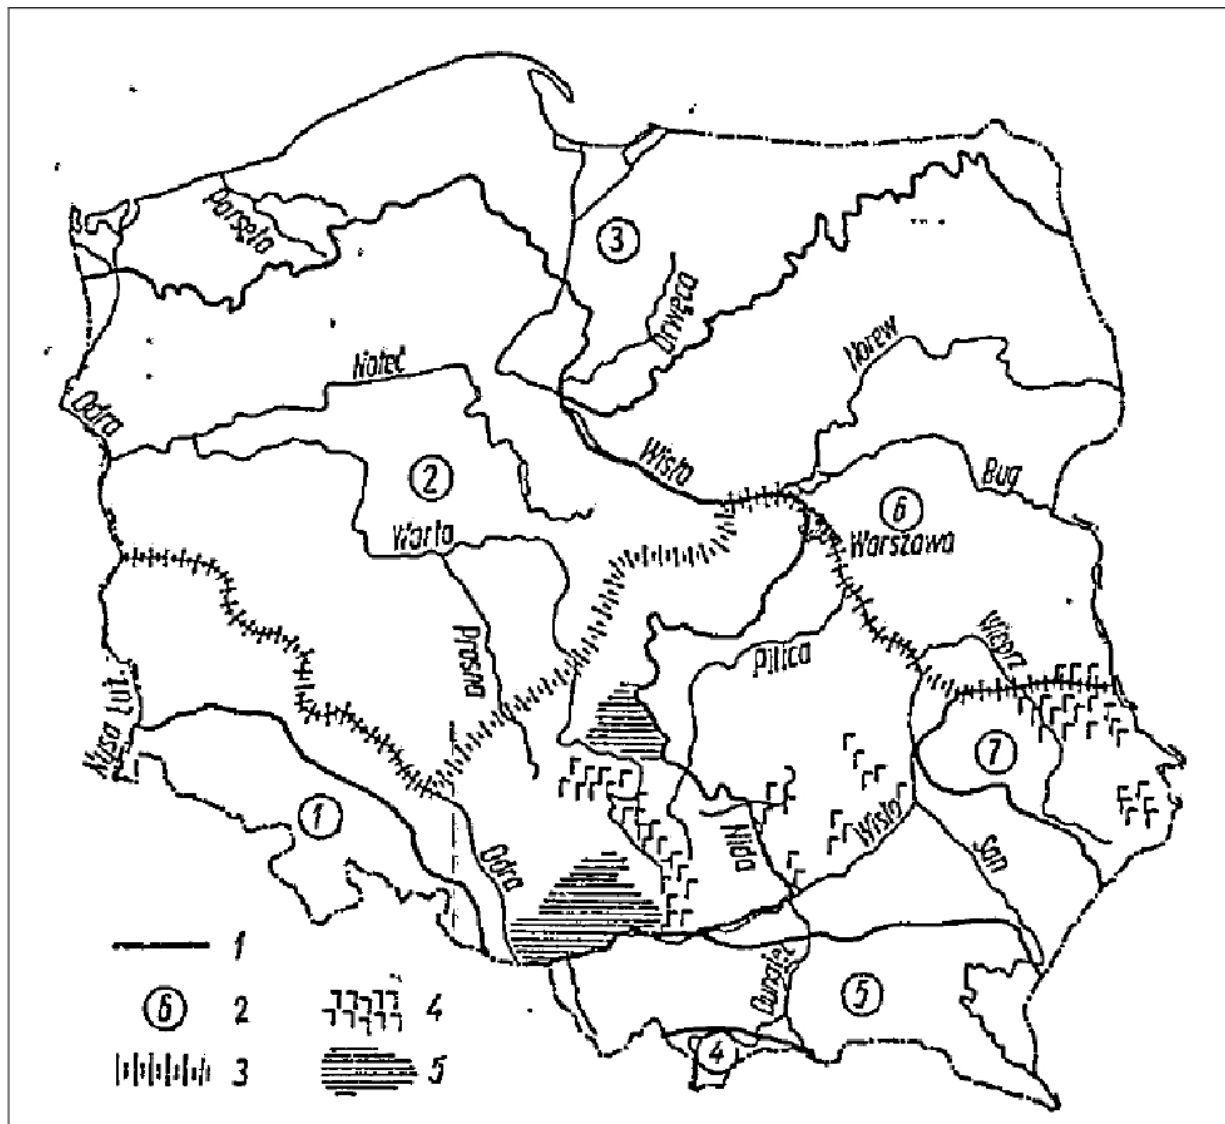 Parsęta
3
Drwęca
Narew
Noteć
Odra
Wisła
Bug
2
6
Warta
Warszawa
Prosna
Pilica
Wieprz
Nysa Łuż.
7
1
Nida
Wisła
San
Odra
Dunajec
5
4
1
6 2
4
3
5